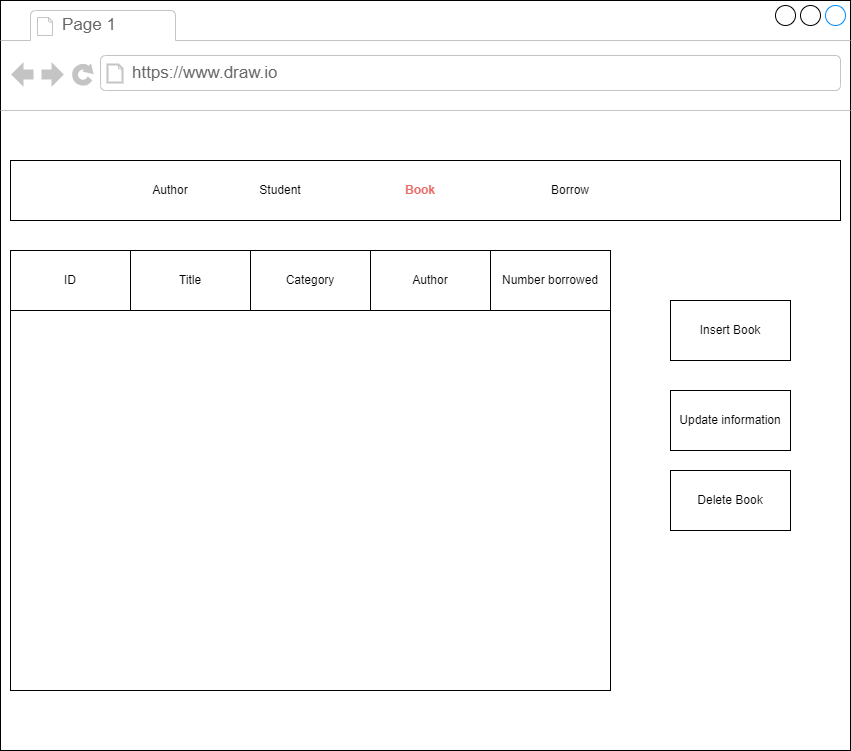 Page 1
https://www.draw.io
Author Student Book Borrow
ID Title Category Author Number borrowed
Insert Book
Update information
Delete Book